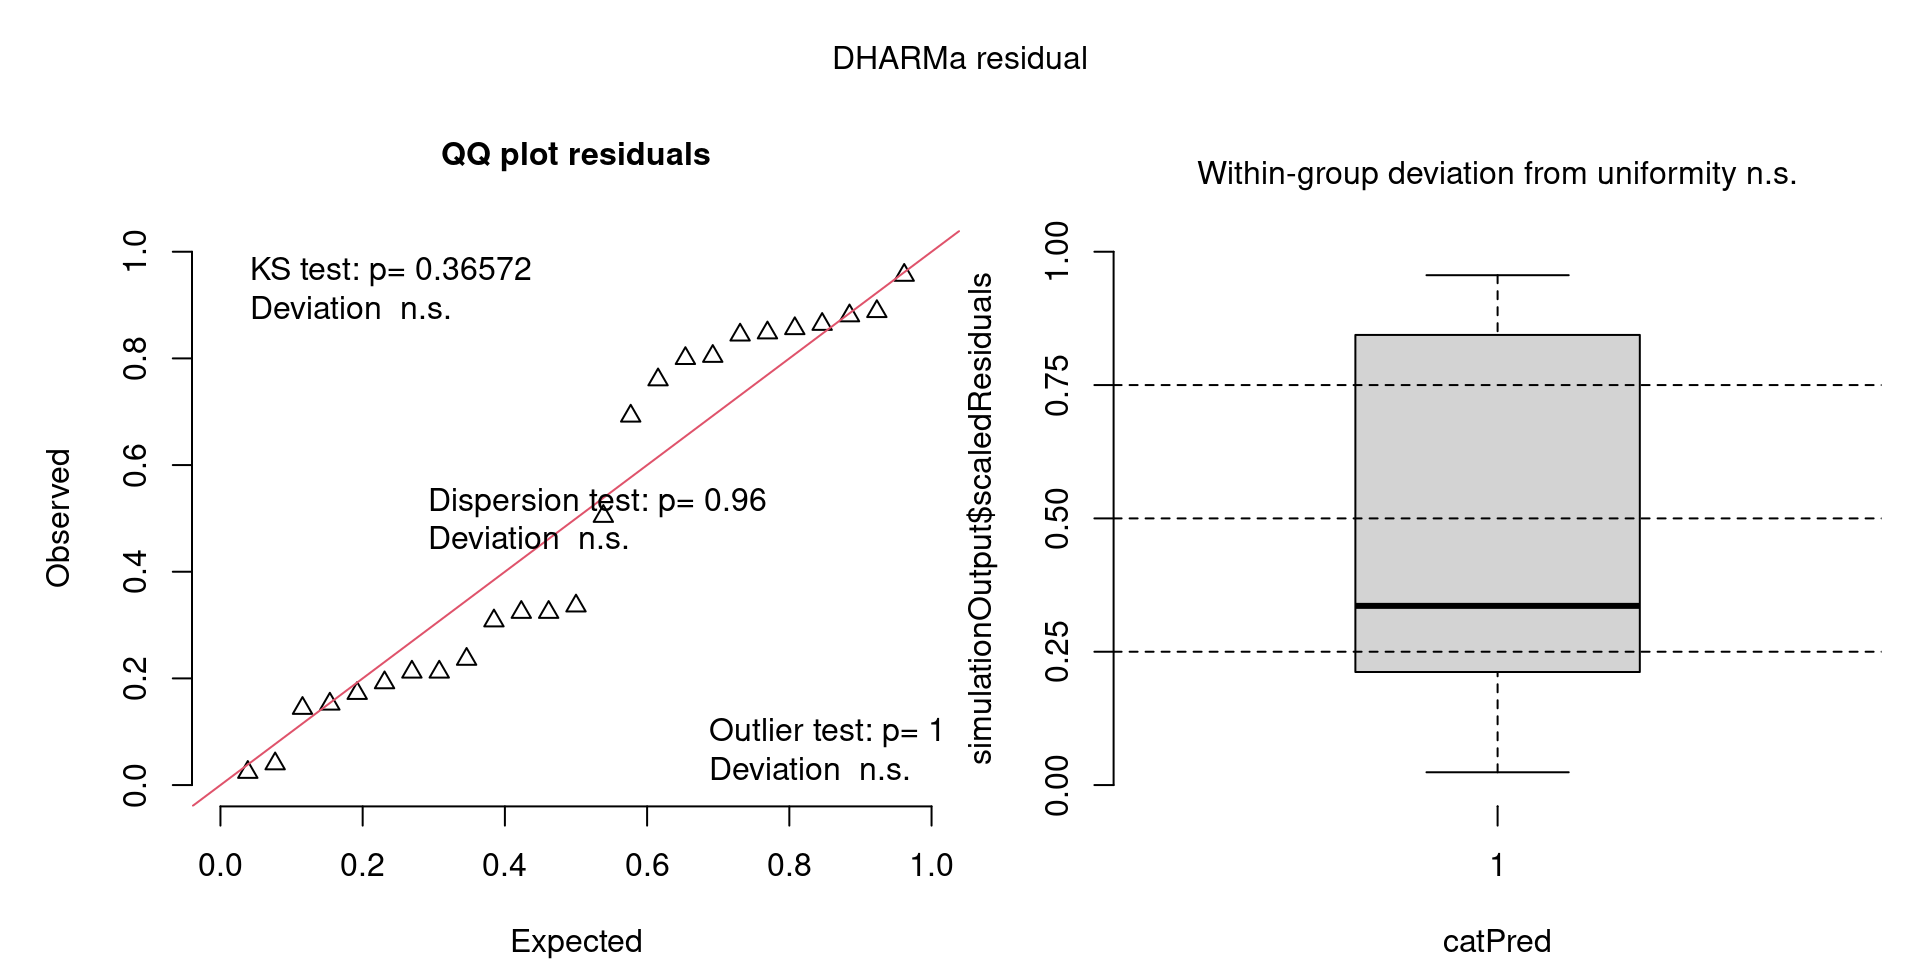 DHARMa residual
QQ plot residuals
KS test: p= 0.36572
Deviation  n.s.
Dispersion test: p= 0.96
Deviation  n.s.
Outlier test: p= 1
Deviation  n.s.
Observed
0.0 0.2 0.4 0.6 0.8 1.0
0.0 0.2 0.4 0.6 0.8 1.0
Expected
Within-group deviation from uniformity n.s.
simulationOutput$scaledResiduals
0.00 0.25 0.50 0.75 1.00
1
catPred